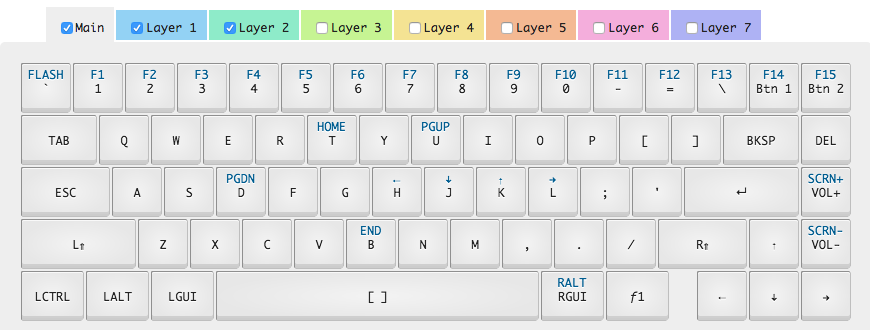 Main Layer 1 Layer 2 Layer 3 Layer 4 Layer 5 Layer 6 Layer 7
FLASH F1 F2 F3 F4 F5 F6 F7 F8 F9 F10 F11 F12 F13 F14 F15
` 1 2 3 4 5 6 7 8 9 0 - = \ Btn 1 Btn 2
HOME PGUP
TAB Q W E R T Y U I O P [ ] BKSP DEL
PGDN ← ↓ ↑ → SCRN+
ESC A S D F G H J K L ; ' ↵ VOL+
END SCRN-
L⇑ Z X C V B N M , . / R⇑ ↑ VOL-
RALT
LCTRL LALT LGUI [ ] RGUI ƒ1 ← ↓ →